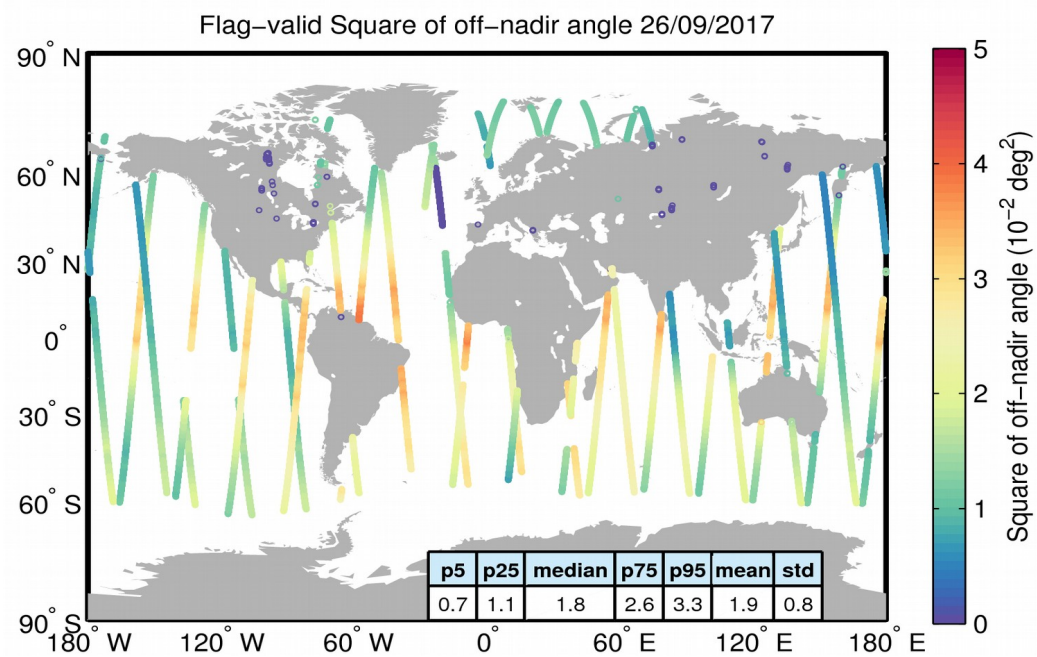 Flag-valid Square of off-nadir angle 26/09/2017
90° N
60° N
30° N
0°
30° S
60° S
90° S
180° W
120° W
60° W
0°
60° E
120° E
180° E
p5 p25 median p75 p95 mean std
0.7 1.1 1.8 2.6 3.3 1.9 0.8
5
4
3
2
1
0
Square of off-nadir angle (10⁻² deg²)